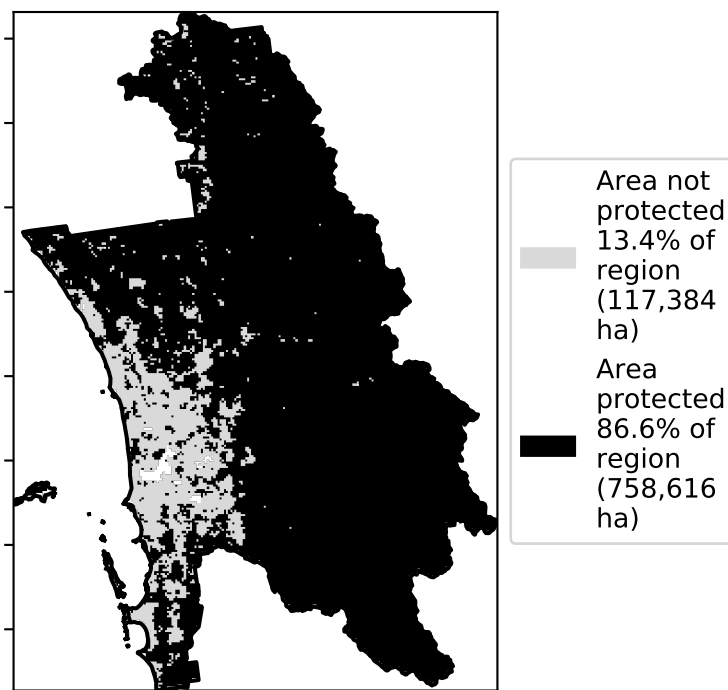 Area not
protected
13.4% of
region
(117,384
ha)
Area
protected
86.6% of
region
(758,616
ha)